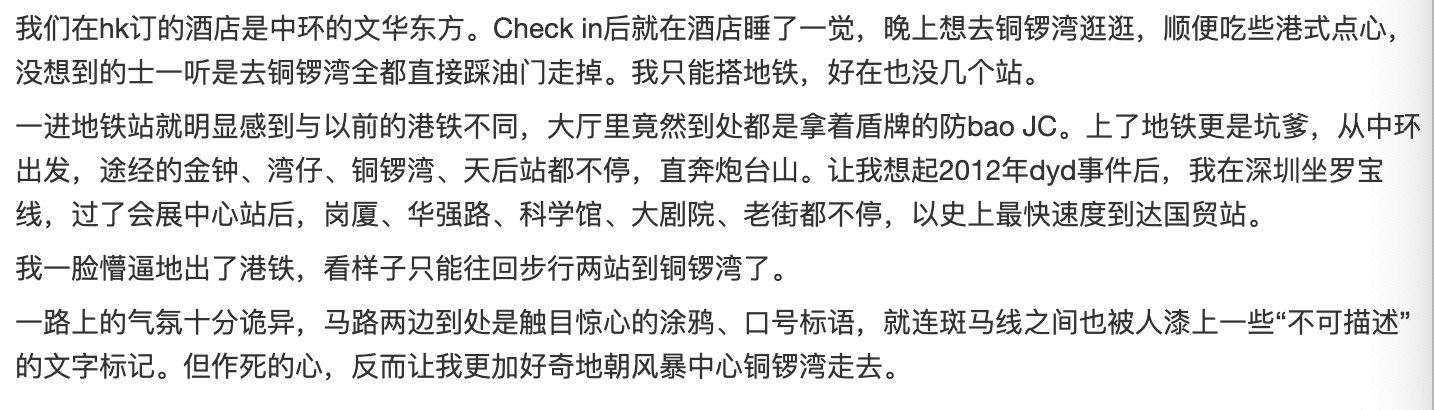 我们在hk订的酒店是中环的文华东方。Check in后就在酒店睡了一觉，晚上想去铜锣湾逛逛，顺便吃些港式点心，
没想到的士一听是去铜锣湾全都直接踩油门走掉。我只能搭地铁，好在也没几个站。
一进地铁站就明显感到与以前的港铁不同，大厅里竟然到处都是拿着盾牌的防bao JC。上了地铁更是坑爹，从中环
出发，途经的金钟、湾仔、铜锣湾、天后站都不停，直奔炮台山。让我想起2012年dyd事件后，我在深圳坐罗宝
线，过了会展中心站后，岗厦、华强路、科学馆、大剧院、老街都不停，以史上最快速度到达国贸站。
我一脸懵逼地出了港铁，看样子只能往回步行两站到铜锣湾了。
一路上的气氛十分诡异，马路两边到处是触目惊心的涂鸦、口号标语，就连斑马线之间也被人漆上一些“不可描述”
的文字标记。但作死的心，反而让我更加好奇地朝风暴中心铜锣湾走去。